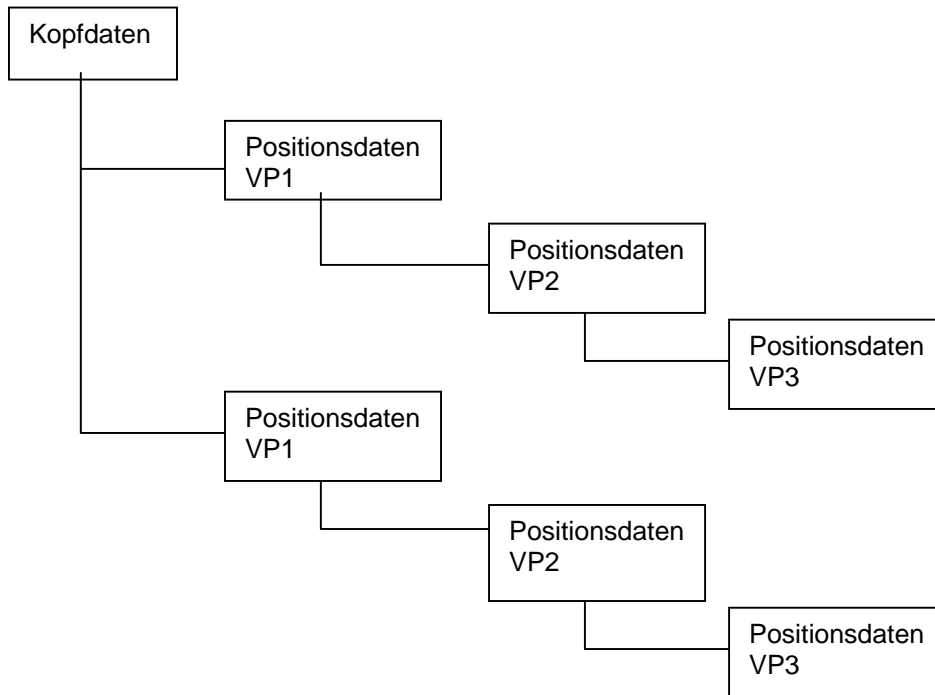 Kopfdaten
Positionsdaten
VP1
Positionsdaten
VP2
Positionsdaten
VP3
Positionsdaten
VP1
Positionsdaten
VP2
Positionsdaten
VP3